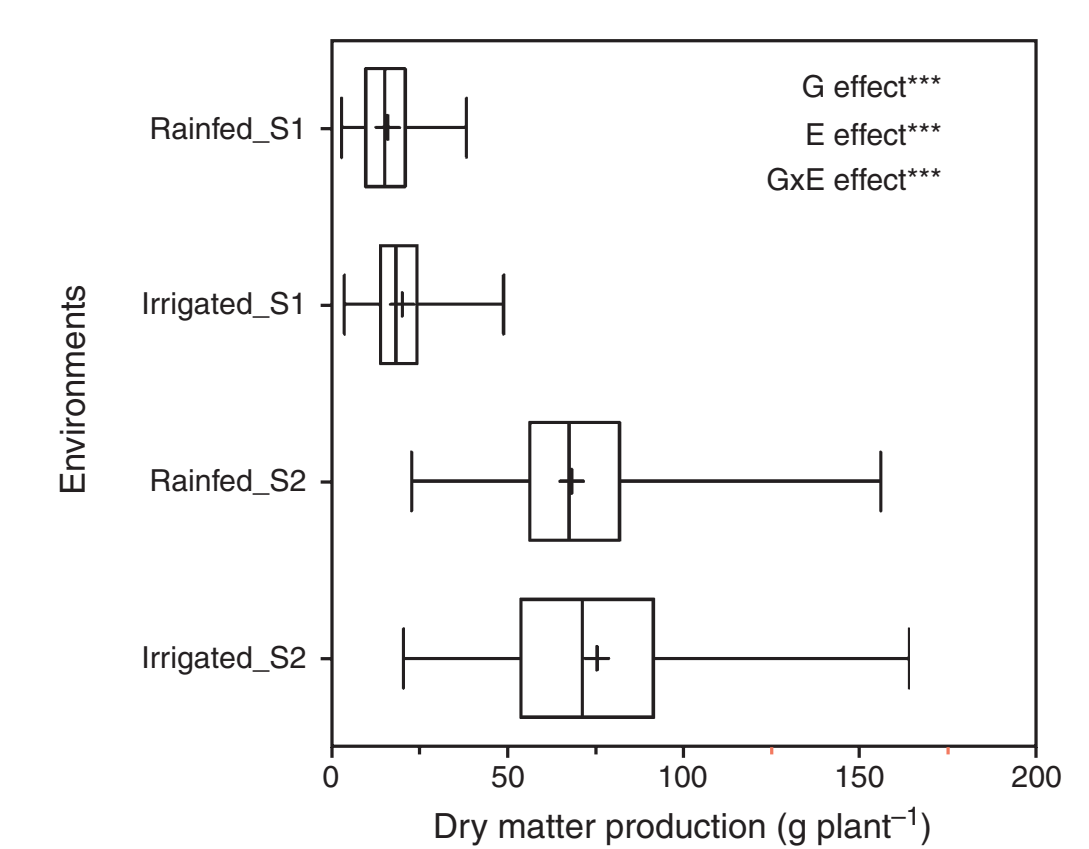 G effect***
E effect***
GxE effect***
Rainfed_S1
Irrigated_S1
Rainfed_S2
Irrigated_S2
Environments
0 50 100 150 200
Dry matter production (g plant⁻¹)